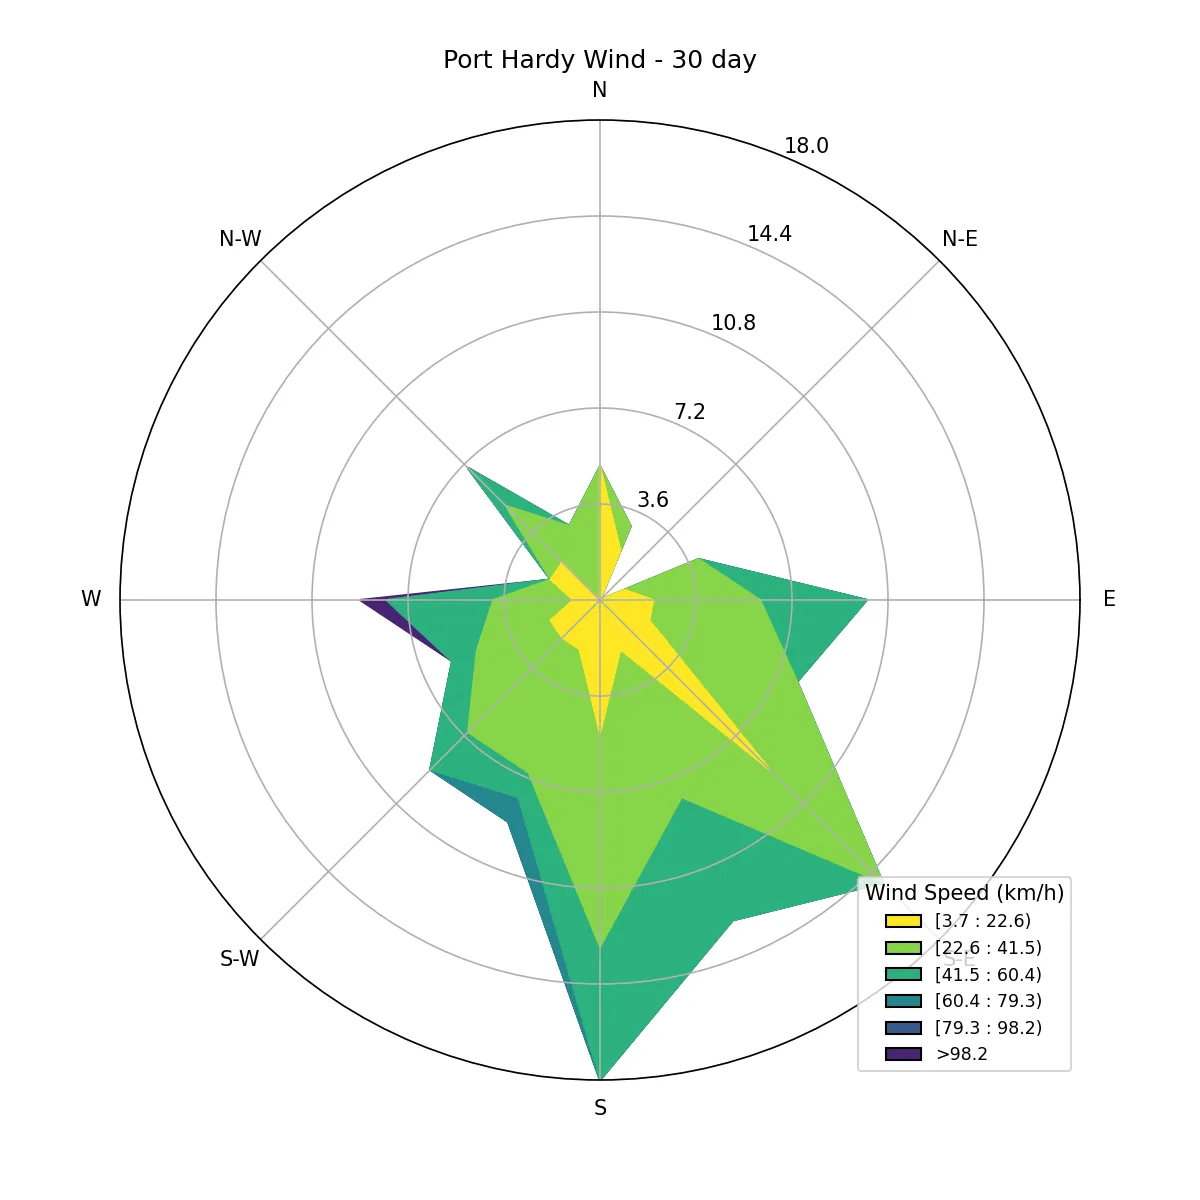 Port Hardy Wind - 30 day
N
18.0
N-W
14.4
N-E
10.8
7.2
3.6
W
E
Wind Speed (km/h)
[3.7 : 22.6)
[22.6 : 41.5)
S-W
S-E
[41.5 : 60.4)
[60.4 : 79.3)
[79.3 : 98.2)
>98.2
S